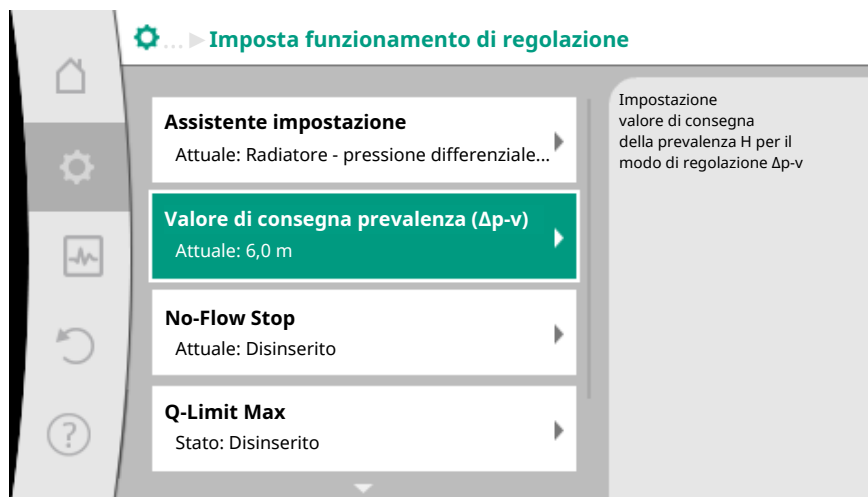 ... Imposta funzionamento di regolazione
Assistente impostazione
Attuale: Radiatore - pressione differenziale...
Valore di consegna prevalenza (Δp-v)
Attuale: 6,0 m
No-Flow Stop
Attuale: Disinserito
Q-Limit Max
Stato: Disinserito
Impostazione
valore di consegna
della prevalenza H per il
modo di regolazione Δp-v
?